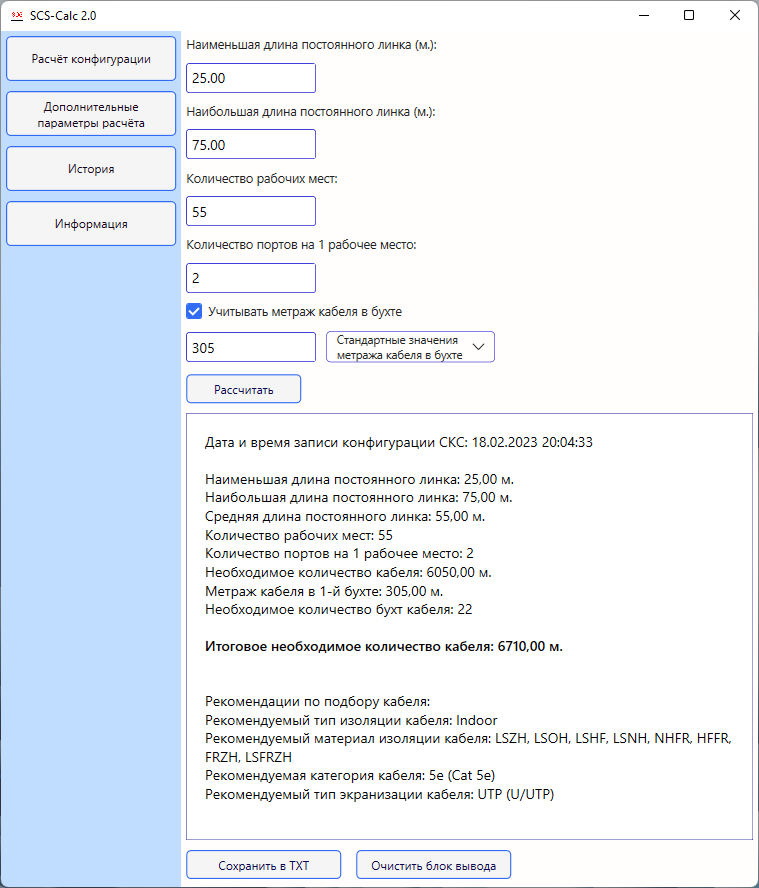 SCS-Calc 2.0
Расчёт конфигурации
Дополнительные
параметры расчёта
История
Информация
Наименьшая длина постоянного линка (м.):
25.00
Наибольшая длина постоянного линка (м.):
75.00
Количество рабочих мест:
55
Количество портов на 1 рабочее место:
2
Учитывать метраж кабеля в бухте
305
Стандартные значения
метража кабеля в бухте
Рассчитать
Дата и время записи конфигурации СКС: 18.02.2023 20:04:33
Наименьшая длина постоянного линка: 25,00 м.
Наибольшая длина постоянного линка: 75,00 м.
Средняя длина постоянного линка: 55,00 м.
Количество рабочих мест: 55
Количество портов на 1 рабочее место: 2
Необходимое количество кабеля: 6050,00 м.
Метраж кабеля в 1-й бухте: 305,00 м.
Необходимое количество бухт кабеля: 22
Итоговое необходимое количество кабеля: 6710,00 м.
Рекомендации по подбору кабеля:
Рекомендуемый тип изоляции кабеля: Indoor
Рекомендуемый материал изоляции кабеля: LSZH, LSOH, LSHF, LSNH, NHFR, HFFR,
FRZH, LSFRZH
Рекомендуемая категория кабеля: 5e (Cat 5e)
Рекомендуемый тип экранизации кабеля: UTP (U/UTP)
Сохранить в TXT
Очистить блок вывода